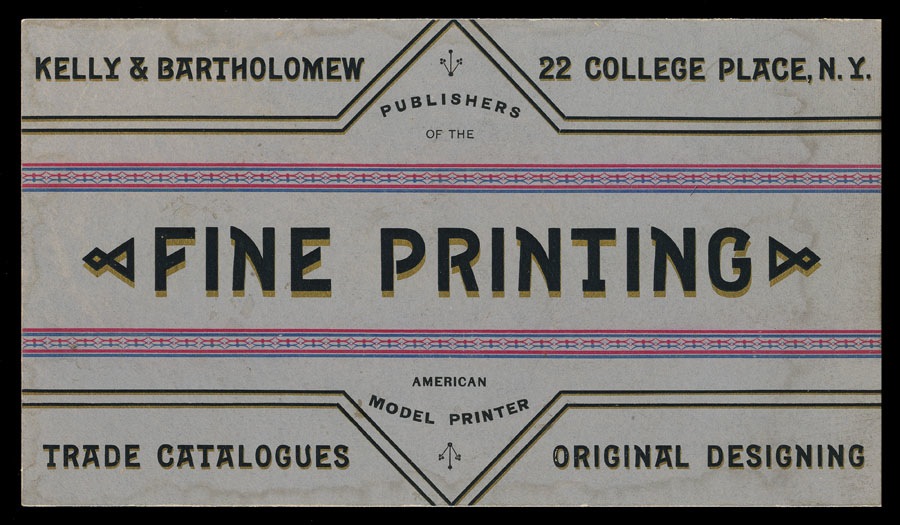 KELLY & BARTHOLOMEW
22 COLLEGE PLACE, N. Y.
PUBLISHERS
OF THE
FINE PRINTING
AMERICAN
MODEL PRINTER
TRADE CATALOGUES
ORIGINAL DESIGNING